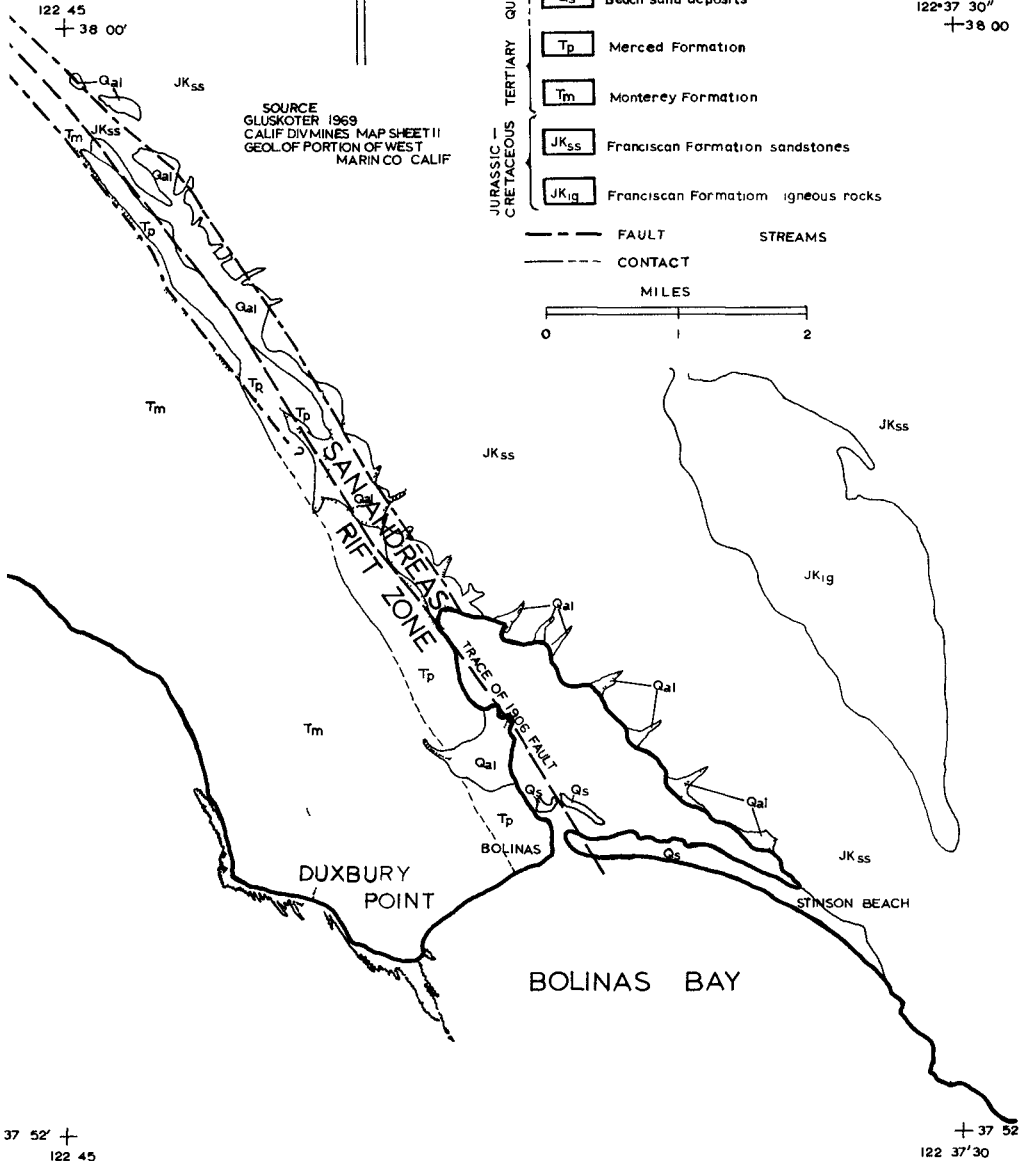 122 45
38 00'
122°37 30"
38 00
QU
Qs Beach sand deposits
TERTIARY
Tp Merced Formation
Tm Monterey Formation
JURASSIC —
CRETACEOUS
JKss Franciscan Formation sandstones
JKig Franciscan Formatiom igneous rocks
FAULT STREAMS
CONTACT
MILES
0 1 2
SOURCE
GLUSKOTER 1969
CALIF DIV MINES MAP SHEET II
GEOL. OF PORTION OF WEST
MARIN CO CALIF
Qal
JKss
Tm
JKss
Qal
Tp
Qal
Tp
Tm
Tp
?
JKss
JKss
SAN ANDREAS
RIFT ZONE
Qal
JKig
Qal
TRACE OF 1906 FAULT
Tp
Qal
Tm
Qal
Qs
Qs
Qal
Tp
BOLINAS
Qs
JKss
DUXBURY
POINT
STINSON BEACH
BOLINAS BAY
37 52'
122 45
37 52
122 37'30